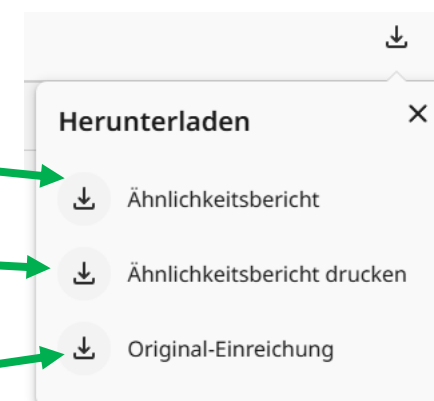 Herunterladen
Ähnlichkeitsbericht
Ähnlichkeitsbericht drucken
Original-Einreichung